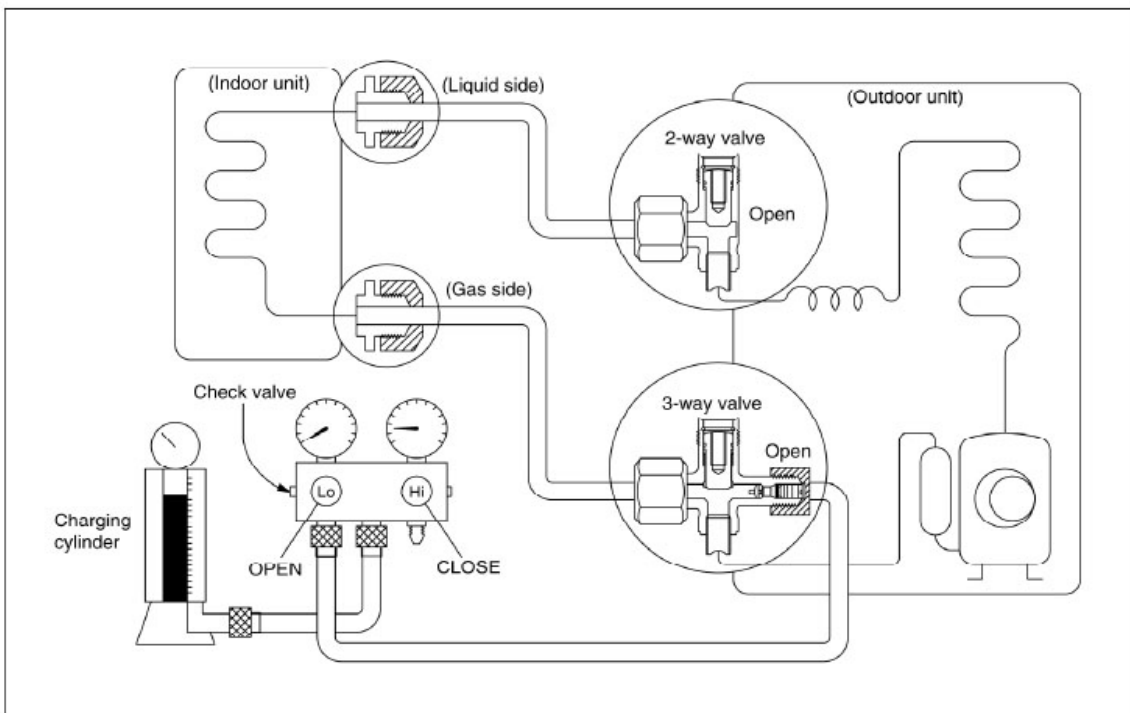 (Indoor unit)
(Liquid side)
(Outdoor unit)
2-way valve
Open
(Gas side)
Check valve
3-way valve
Open
Lo
Hi
Charging
cylinder
OPEN
CLOSE